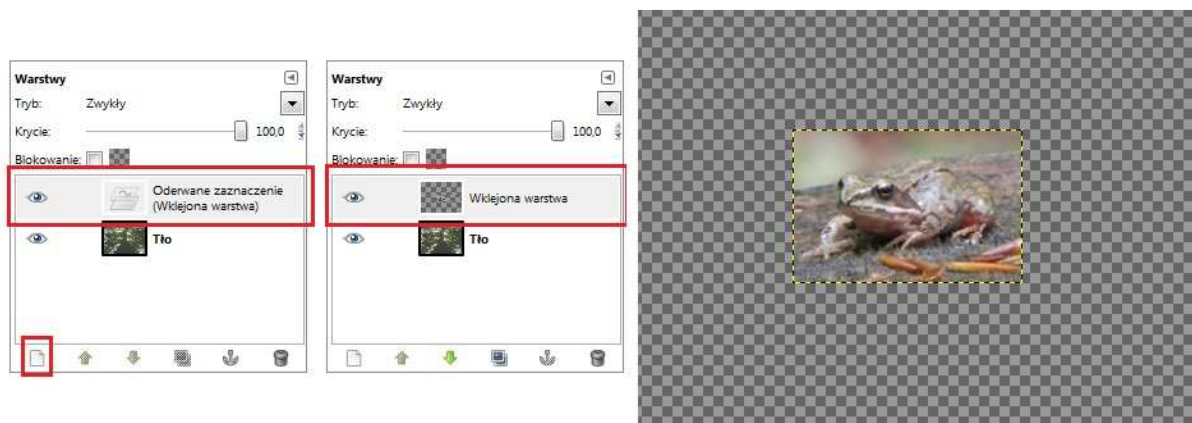 Warstwy
Tryb: Zwykły
Krycie: 100,0
Blokowanie:
Oderwane zaznaczenie
(Wklejona warstwa)
Tło
Warstwy
Tryb: Zwykły
Krycie: 100,0
Blokowanie:
Wklejona warstwa
Tło